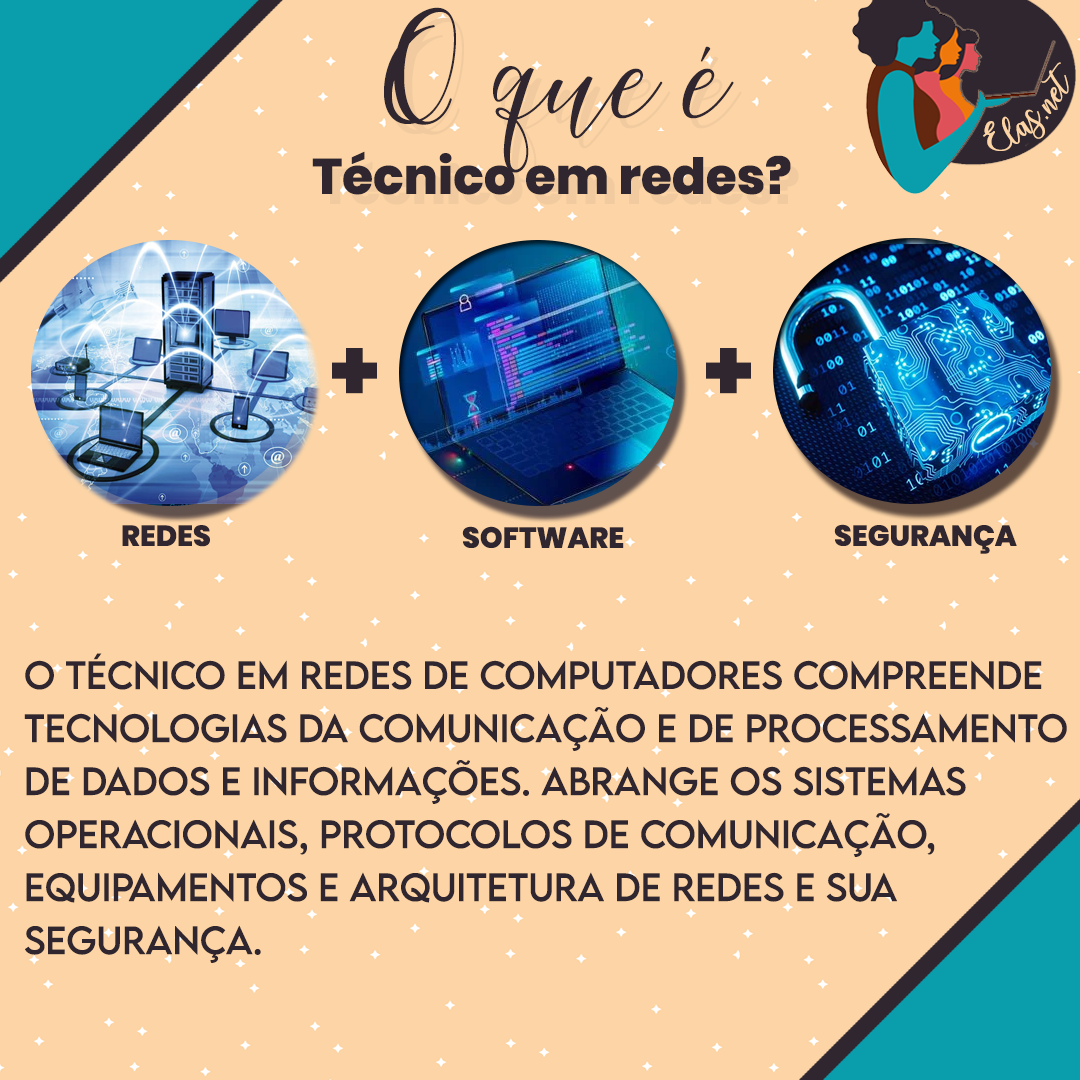 O que é
Técnico em redes?
Elas.net
REDES
SOFTWARE
SEGURANÇA
O TÉCNICO EM REDES DE COMPUTADORES COMPREENDE
TECNOLOGIAS DA COMUNICAÇÃO E DE PROCESSAMENTO
DE DADOS E INFORMAÇÕES. ABRANGE OS SISTEMAS
OPERACIONAIS, PROTOCOLOS DE COMUNICAÇÃO,
EQUIPAMENTOS E ARQUITETURA DE REDES E SUA
SEGURANÇA.